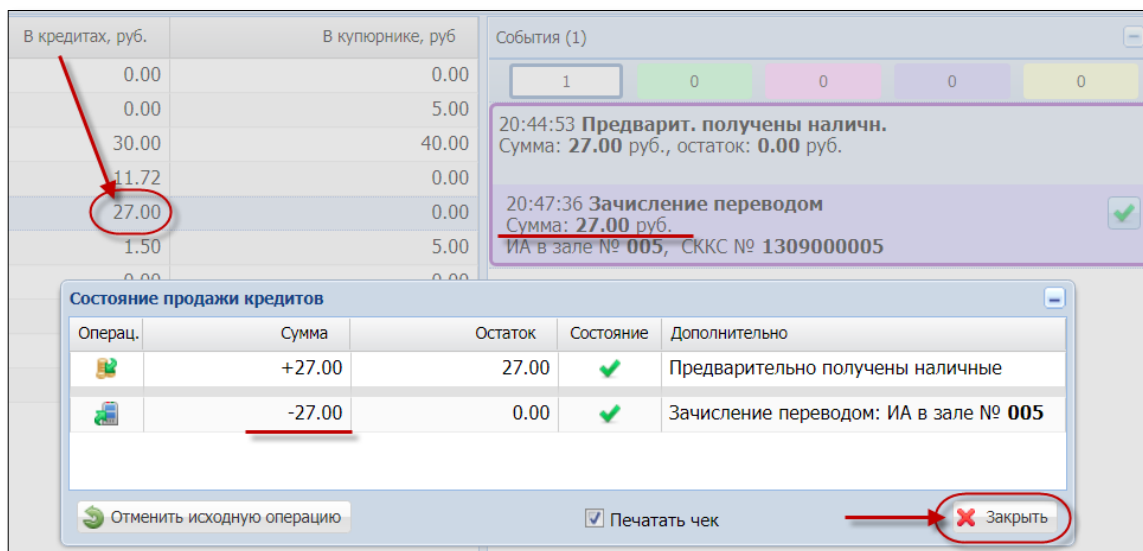 В кредитах, руб. В купюрнике, руб
0.00 0.00
0.00 5.00
30.00 40.00
11.72 0.00
27.00 0.00
1.50 5.00
0.00 0.00
События (1)
1 0 0 0 0
20:44:53 Предварит. получены наличн.
Сумма: 27.00 руб., остаток: 0.00 руб.
20:47:36 Зачисление переводом
Сумма: 27.00 руб.
ИА в зале № 005, СККС № 1309000005
Состояние продажи кредитов
Операц. Сумма Остаток Состояние Дополнительно
+27.00 27.00 Предварительно получены наличные
-27.00 0.00 Зачисление переводом: ИА в зале № 005
Отменить исходную операцию Печатать чек Закрыть